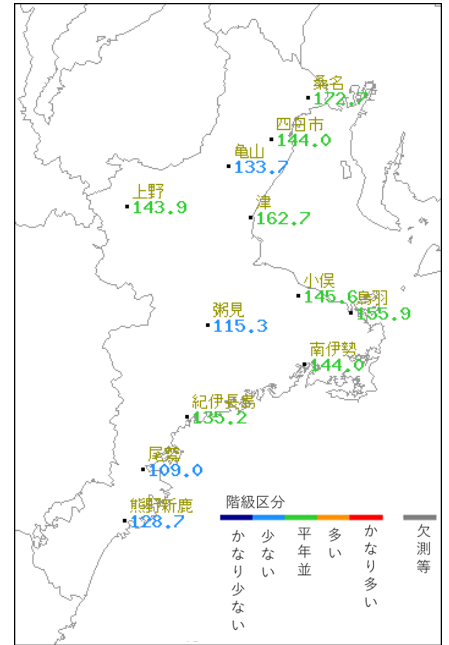 桑名
172.7
四日市
144.0
亀山
133.7
上野
143.9
津
162.7
小俣
145.6
鳥羽
155.9
粥見
115.3
南伊勢
144.0
紀伊長島
135.2
尾鷲
109.0
熊野新鹿
128.7
階級区分
かなり少ない
少ない
平年並
多い
かなり多い
欠測等